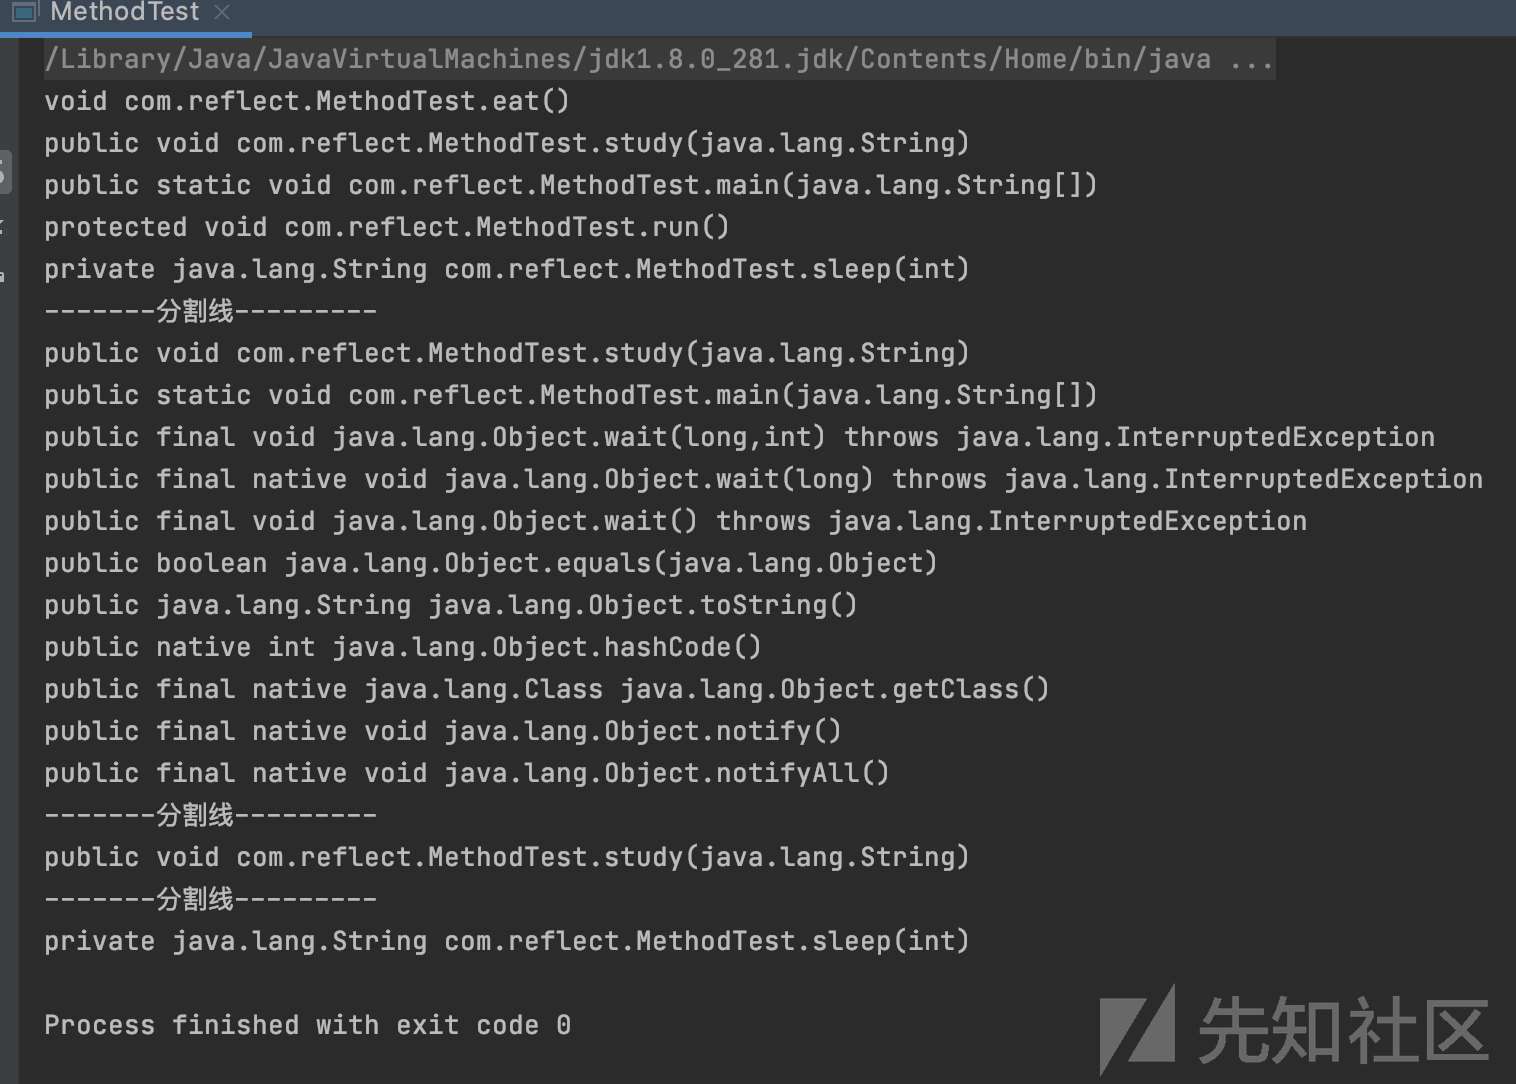 MethodTest
/Library/Java/JavaVirtualMachines/jdk1.8.0_281.jdk/Contents/Home/bin/java ...
void com.reflect.MethodTest.eat()
public void com.reflect.MethodTest.study(java.lang.String)
public static void com.reflect.MethodTest.main(java.lang.String[])
protected void com.reflect.MethodTest.run()
private java.lang.String com.reflect.MethodTest.sleep(int)
-------分割线---------
public void com.reflect.MethodTest.study(java.lang.String)
public static void com.reflect.MethodTest.main(java.lang.String[])
public final void java.lang.Object.wait(long,int) throws java.lang.InterruptedException
public final native void java.lang.Object.wait(long) throws java.lang.InterruptedException
public final void java.lang.Object.wait() throws java.lang.InterruptedException
public boolean java.lang.Object.equals(java.lang.Object)
public java.lang.String java.lang.Object.toString()
public native int java.lang.Object.hashCode()
public final native java.lang.Class java.lang.Object.getClass()
public final native void java.lang.Object.notify()
public final native void java.lang.Object.notifyAll()
-------分割线---------
public void com.reflect.MethodTest.study(java.lang.String)
-------分割线---------
private java.lang.String com.reflect.MethodTest.sleep(int)
Process finished with exit code 0
先知社区